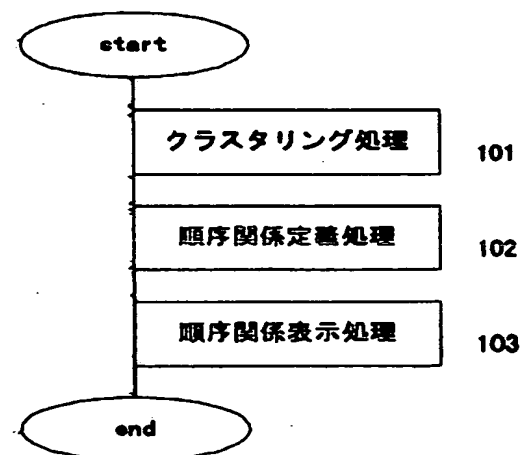 start
クラスタリング処理
101
順序関係定義処理
102
順序関係表示処理
103
end